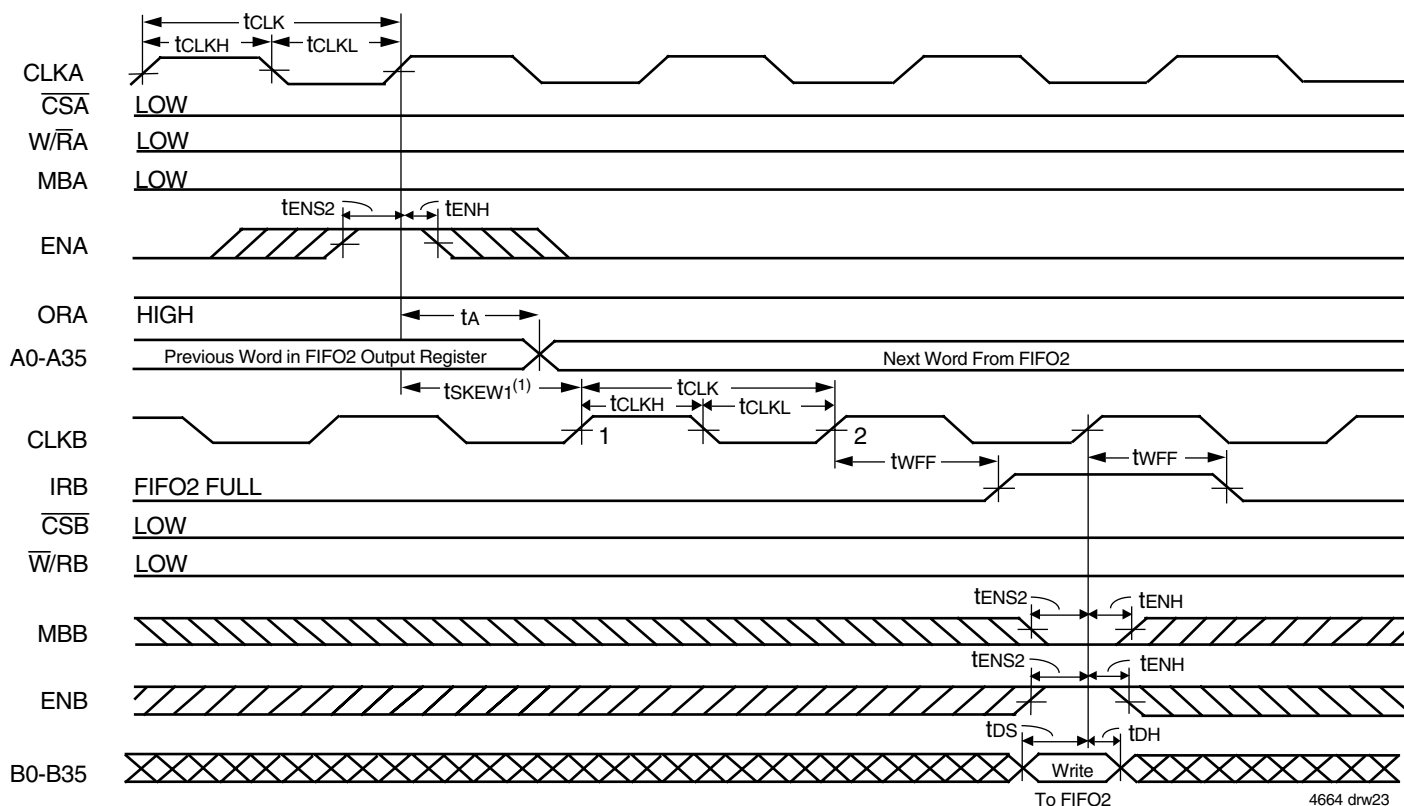 tCLK
tCLKH
tCLKL
CLKA
CSA
LOW
W/RA
LOW
MBA
LOW
tENS2
tENH
ENA
ORA
HIGH
tA
A0-A35
Previous Word in FIFO2 Output Register
Next Word From FIFO2
tSKEW1(1)
tCLK
tCLKH
tCLKL
CLKB
1
2
tWFF
tWFF
IRB
FIFO2 FULL
CSB
LOW
W/RB
LOW
tENS2
tENH
MBB
tENS2
tENH
ENB
tDS
tDH
B0-B35
Write
To FIFO2
4664 drw23